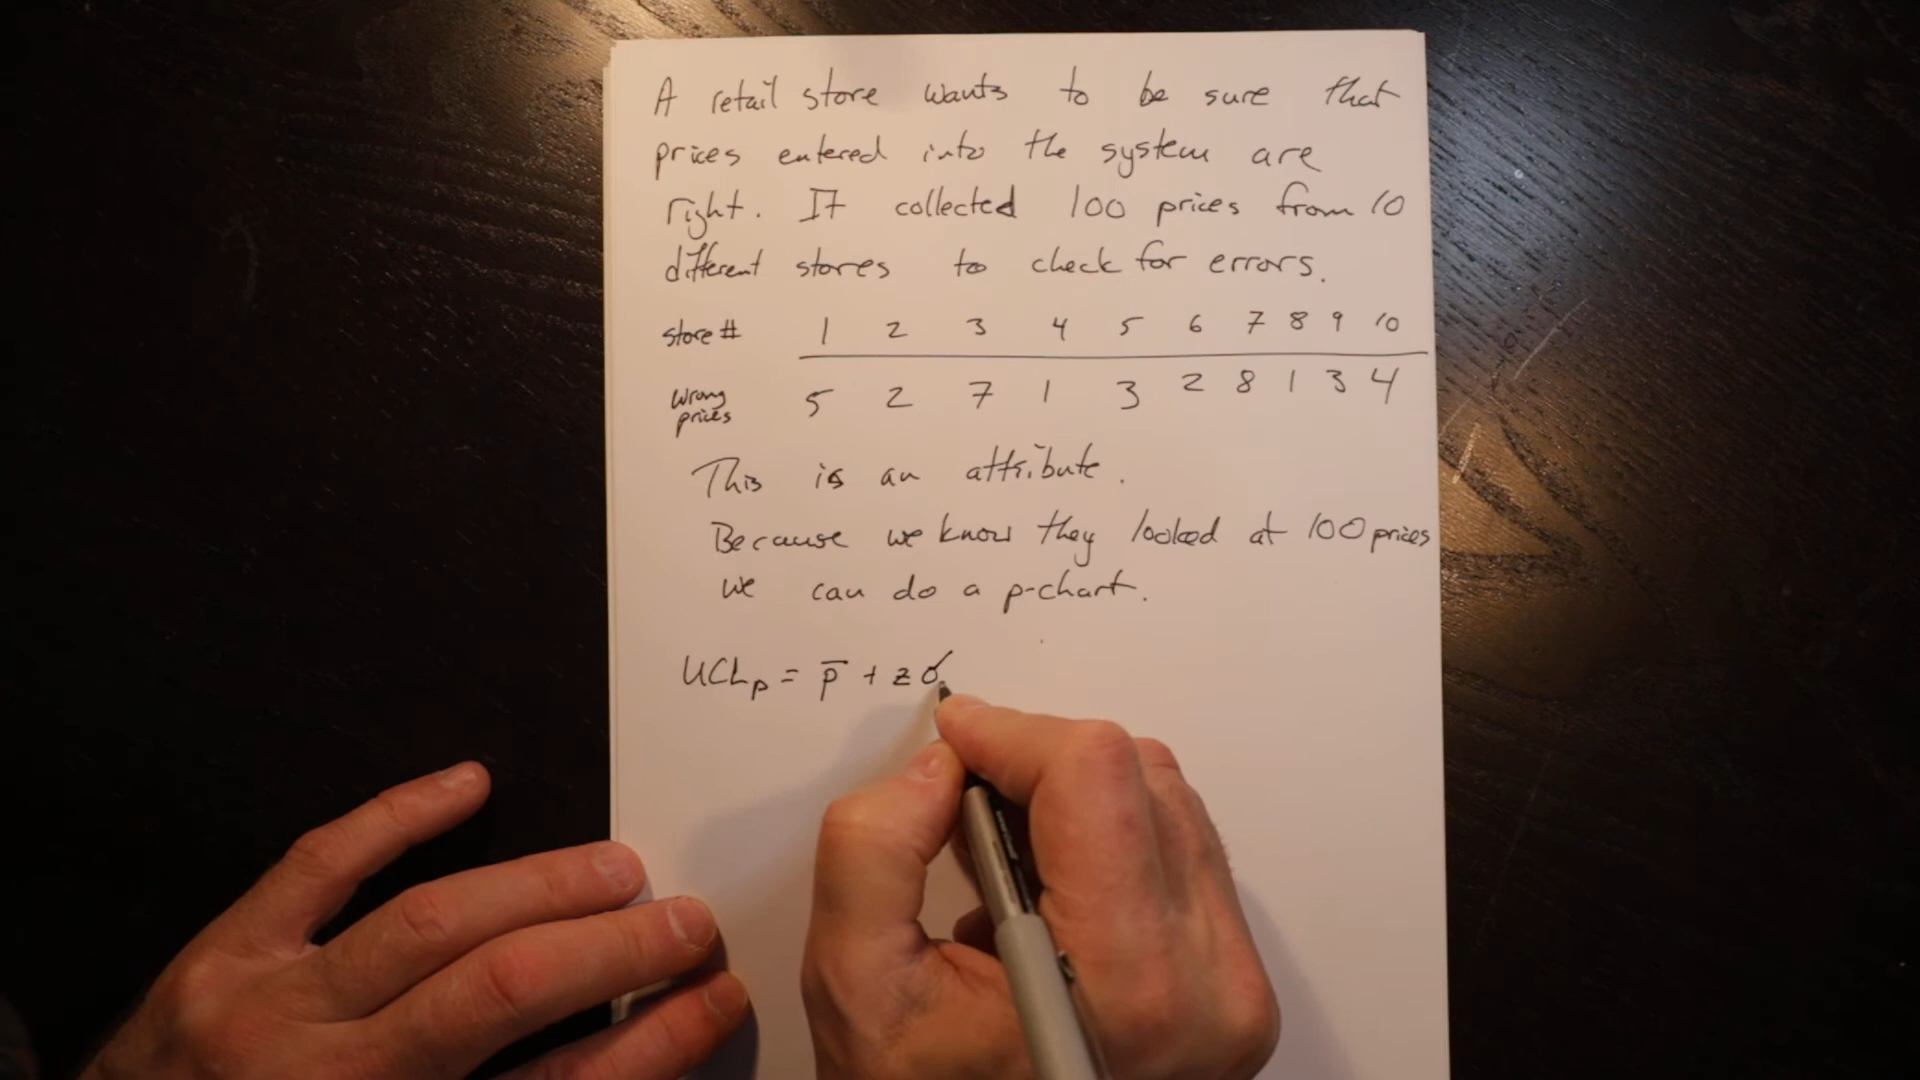 A retail store wants to be sure that
prices entered into the system are
right. It collected 100 prices from 10
different stores to check for errors.
store # 1 2 3 4 5 6 7 8 9 10
wrong prices 5 2 7 1 3 2 8 1 3 4
This is an attribute.
Because we know they looked at 100 prices
we can do a p-chart.
UCLₚ = p̄ + zσ